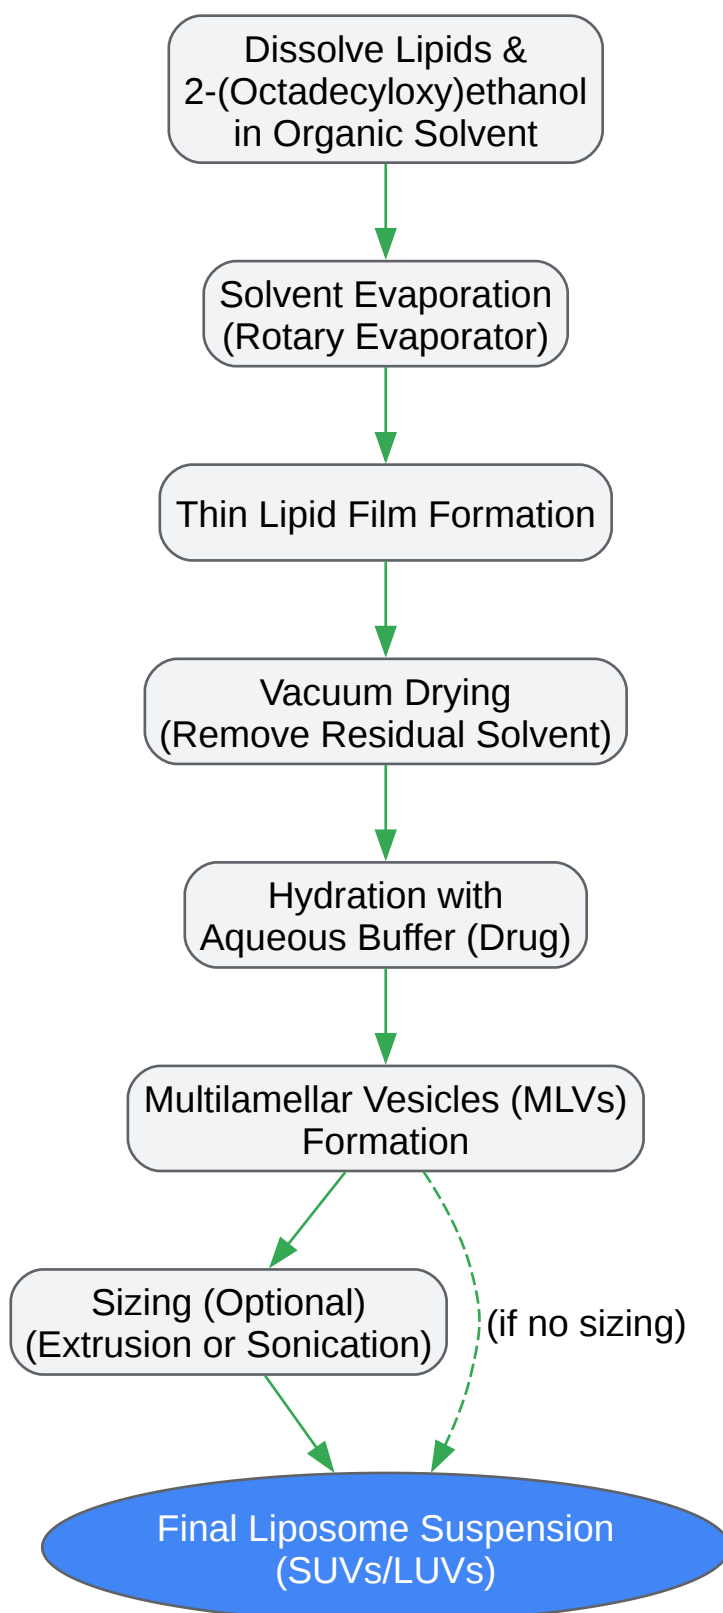 Dissolve Lipids &
2-(Octadecyloxy)ethanol
in Organic Solvent
Solvent Evaporation
(Rotary Evaporator)
Thin Lipid Film Formation
Vacuum Drying
(Remove Residual Solvent)
Hydration with
Aqueous Buffer (Drug)
Multilamellar Vesicles (MLVs)
Formation
Sizing (Optional)
(Extrusion or Sonication)
(if no sizing)
Final Liposome Suspension
(SUVs/LUVs)